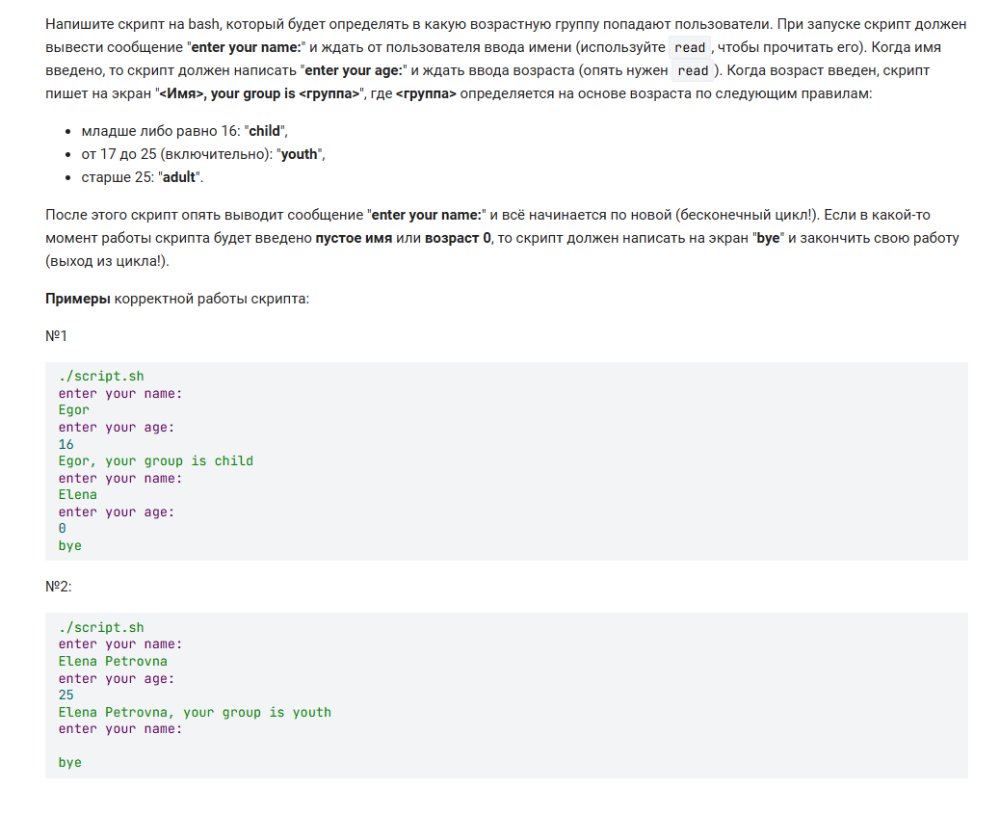 Напишите скрипт на bash, который будет определять в какую возрастную группу попадают пользователи. При запуске скрипт должен
вывести сообщение "enter your name:" и ждать от пользователя ввода имени (используйте read , чтобы прочитать его). Когда имя
введено, то скрипт должен написать "enter your age:" и ждать ввода возраста (опять нужен read ). Когда возраст введен, скрипт
пишет на экран "<Имя>, your group is <группа>", где <группа> определяется на основе возраста по следующим правилам:
• младше либо равно 16: "child",
• от 17 до 25 (включительно): "youth",
• старше 25: "adult".
После этого скрипт опять выводит сообщение "enter your name:" и всё начинается по новой (бесконечный цикл!). Если в какой-то
момент работы скрипта будет введено пустое имя или возраст 0, то скрипт должен написать на экран "bye" и закончить свою работу
(выход из цикла!).
Примеры корректной работы скрипта:
№1
./script.sh
enter your name:
Egor
enter your age:
16
Egor, your group is child
enter your name:
Elena
enter your age:
0
bye
№2:
./script.sh
enter your name:
Elena Petrovna
enter your age:
25
Elena Petrovna, your group is youth
enter your name:
bye